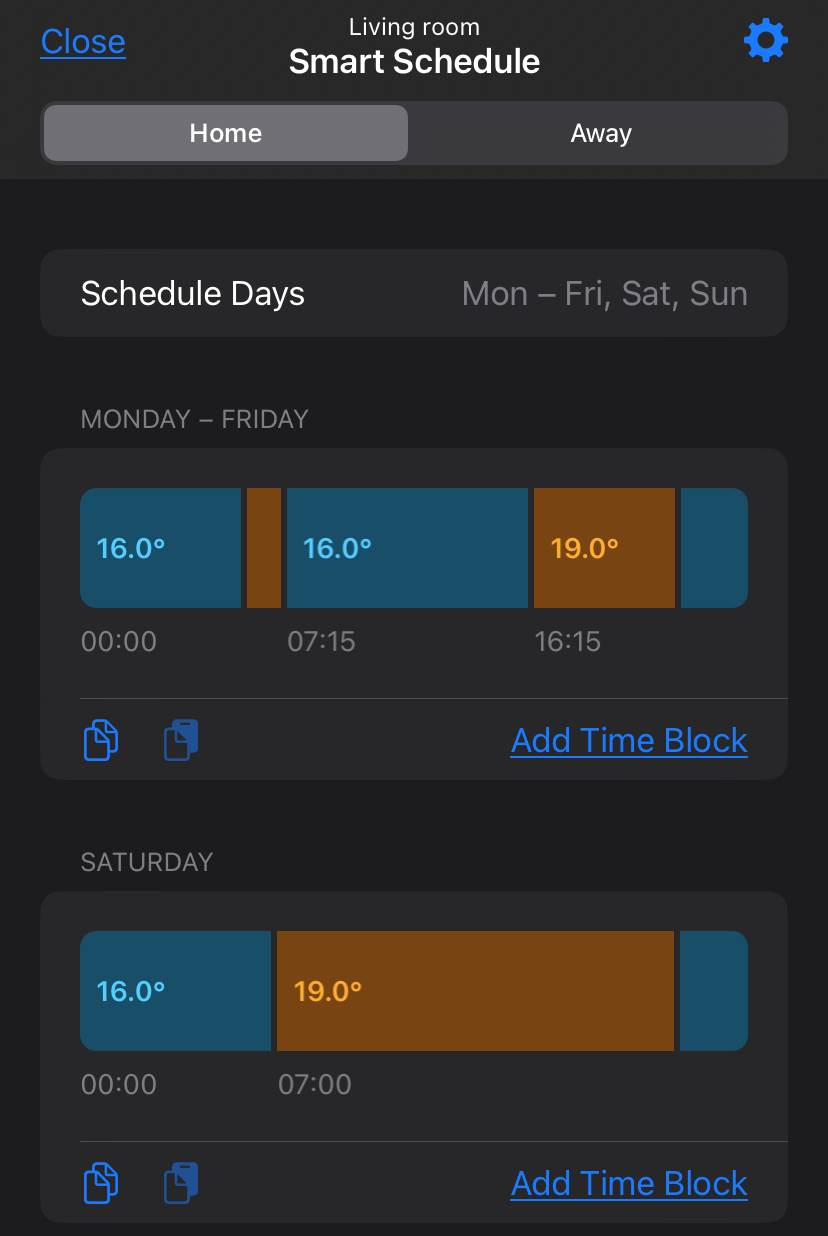 Living room
Close
Smart Schedule
Home Away
Schedule Days Mon – Fri, Sat, Sun
MONDAY – FRIDAY
16.0° 16.0° 19.0°
00:00 07:15 16:15
Add Time Block
SATURDAY
16.0° 19.0°
00:00 07:00
Add Time Block